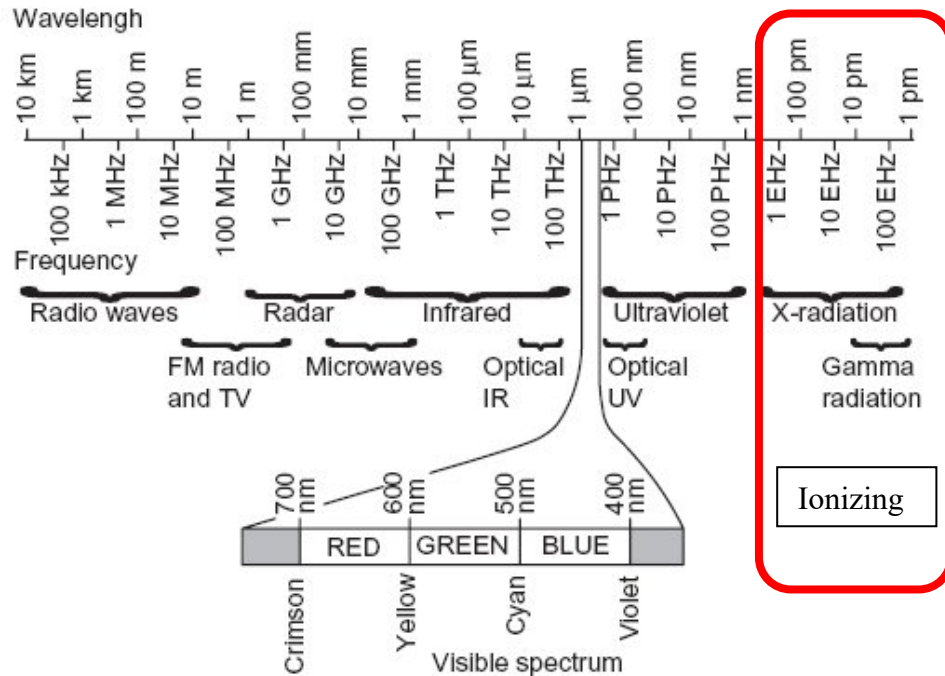 Wavelengh
10 km
1 km
100 m
10 m
1 m
100 mm
10 mm
1 mm
100 μm
10 μm
1 μm
100 nm
10 nm
1 nm
100 pm
10 pm
1 pm
100 kHz
1 MHz
10 MHz
100 MHz
1 GHz
10 GHz
100 GHz
1 THz
10 THz
100 THz
1 PHz
10 PHz
100 PHz
1 EHz
10 EHz
100 EHz
Frequency
Radio waves
Radar
Infrared
Ultraviolet
X-radiation
FM radio
and TV
Microwaves
Optical
IR
Optical
UV
Gamma
radiation
Ionizing
700
nm
600
nm
500
nm
400
nm
RED
GREEN
BLUE
Crimson
Yellow
Cyan
Violet
Visible spectrum